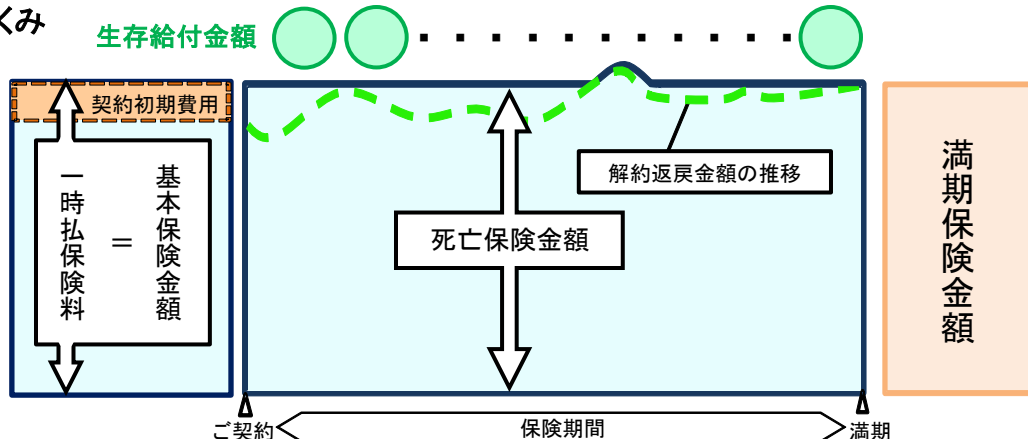 くみ
生存給付金額
契約初期費用
一時払保険料
＝
基本保険金額
解約返戻金額の推移
死亡保険金額
満期保険金額
ご契約
保険期間
満期